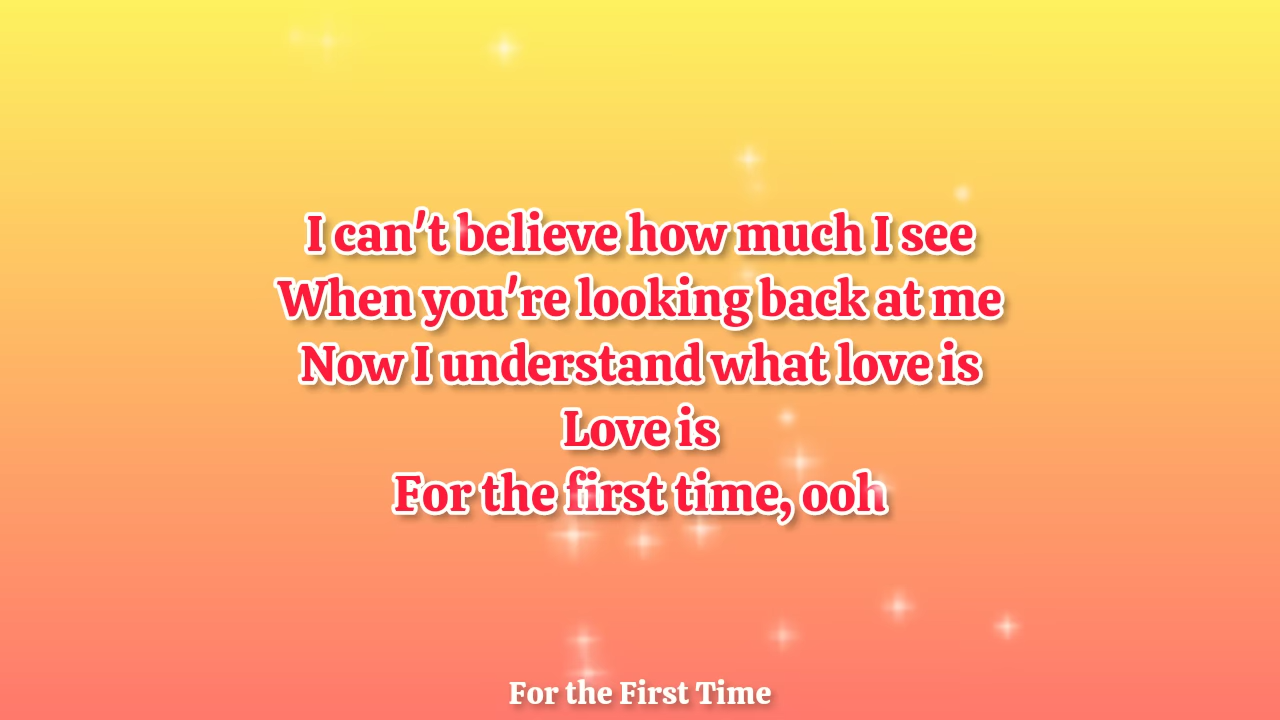 I can't believe how much I see
When you're looking back at me
Now I understand what love is
Love is
For the first time, ooh
For the First Time